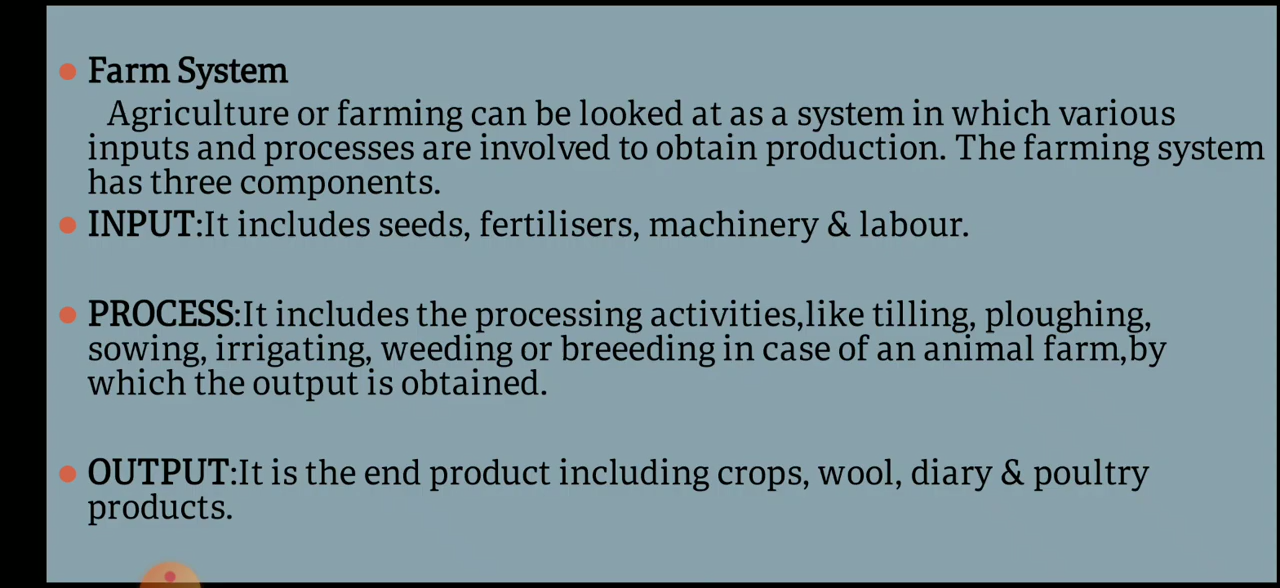 Farm System
Agriculture or farming can be looked at as a system in which various
inputs and processes are involved to obtain production. The farming system
has three components.
INPUT:It includes seeds, fertilisers, machinery & labour.
PROCESS:It includes the processing activities,like tilling, ploughing,
sowing, irrigating, weeding or breeeding in case of an animal farm,by
which the output is obtained.
OUTPUT:It is the end product including crops, wool, diary & poultry
products.